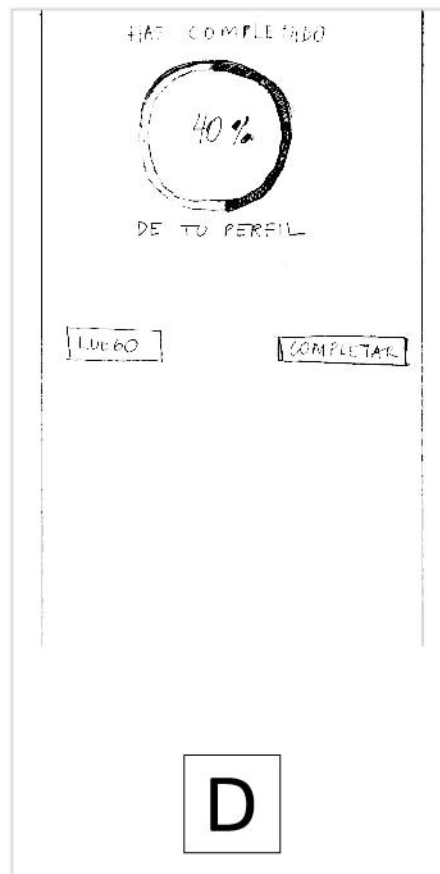 HAS COMPLETADO
40%
DE TU PERFIL
LUEGO
COMPLETAR
D